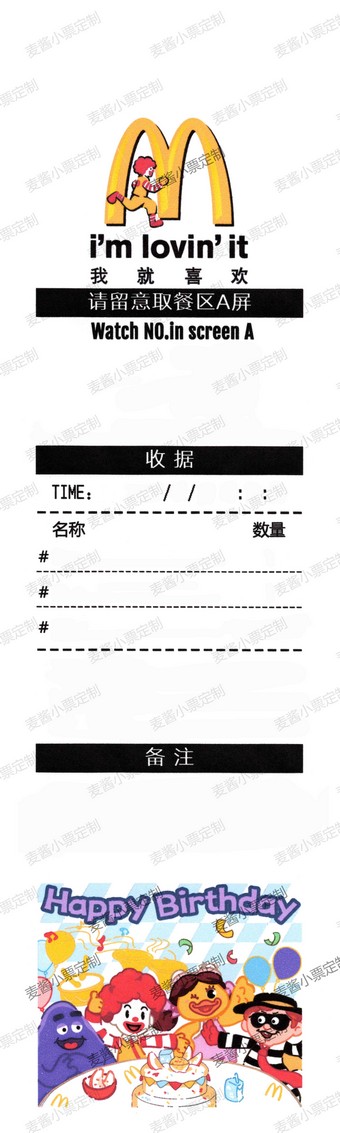 i'm lovin' it
我就喜欢
请留意取餐区A屏
Watch NO.in screen A
收据
TIME: / / : :
名称 数量
#
#
#
备注
Happy Birthday
麦酱小票定制